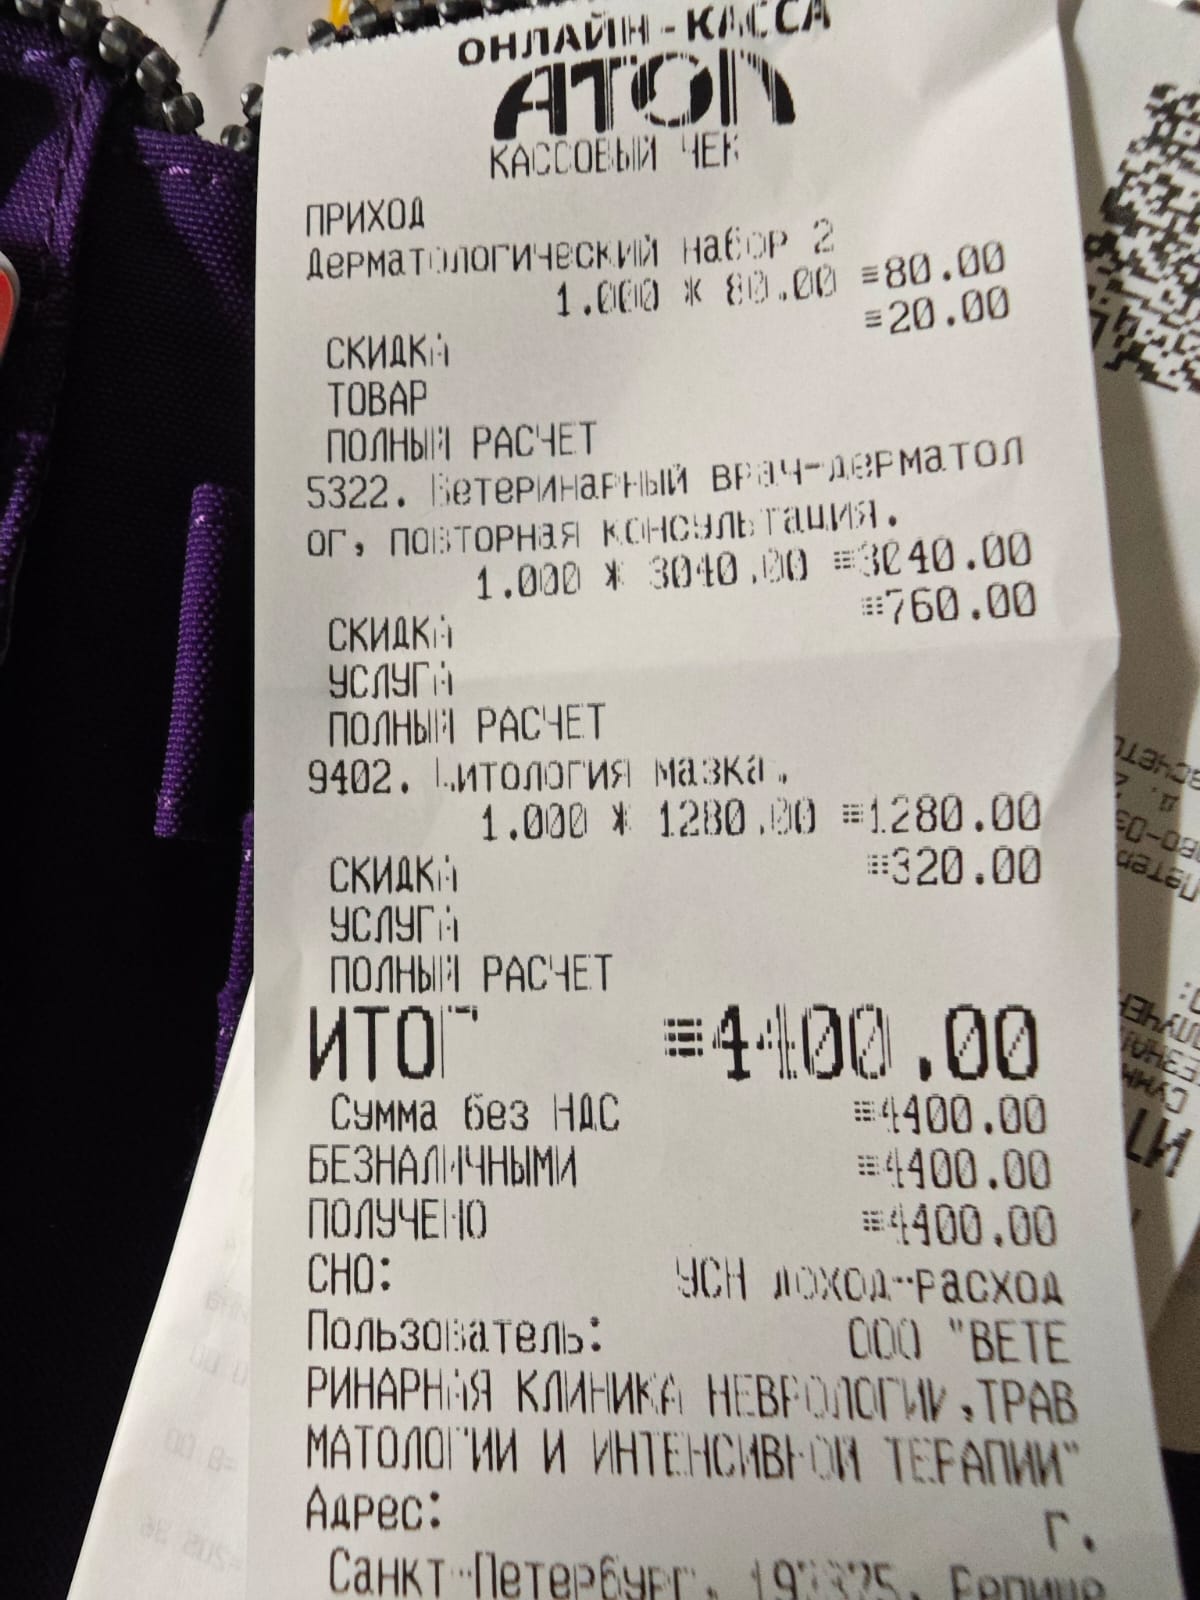 ОНЛАЙН-КАССА
АТОЛ
КАССОВЫЙ ЧЕК
ПРИХОД
Дерматологический набор 2
1.000 * 80.00 ≡80.00
≡20.00
СКИДКА
ТОВАР
ПОЛНЫЙ РАСЧЕТ
5322. Ветеринарный врач-дерматол
ог, повторная консультация.
1.000 * 3040.00 ≡3040.00
≡760.00
СКИДКА
УСЛУГА
ПОЛНЫЙ РАСЧЕТ
9402. Цитология мазка.
1.000 * 1280.00 ≡1280.00
СКИДКА ≡320.00
УСЛУГА
ПОЛНЫЙ РАСЧЕТ
ИТОГ ≡4400.00
Сумма без НДС ≡4400.00
БЕЗНАЛИЧНЫМИ ≡4400.00
ПОЛУЧЕНО ≡4400.00
СНО: УСН доход-расход
Пользователь: ООО "ВЕТЕ
РИНАРНАЯ КЛИНИКА НЕВРОЛОГИИ,ТРАВ
МАТОЛОГИИ И ИНТЕНСИВНОЙ ТЕРАПИИ"
Адрес: г.
Санкт-Петербург,